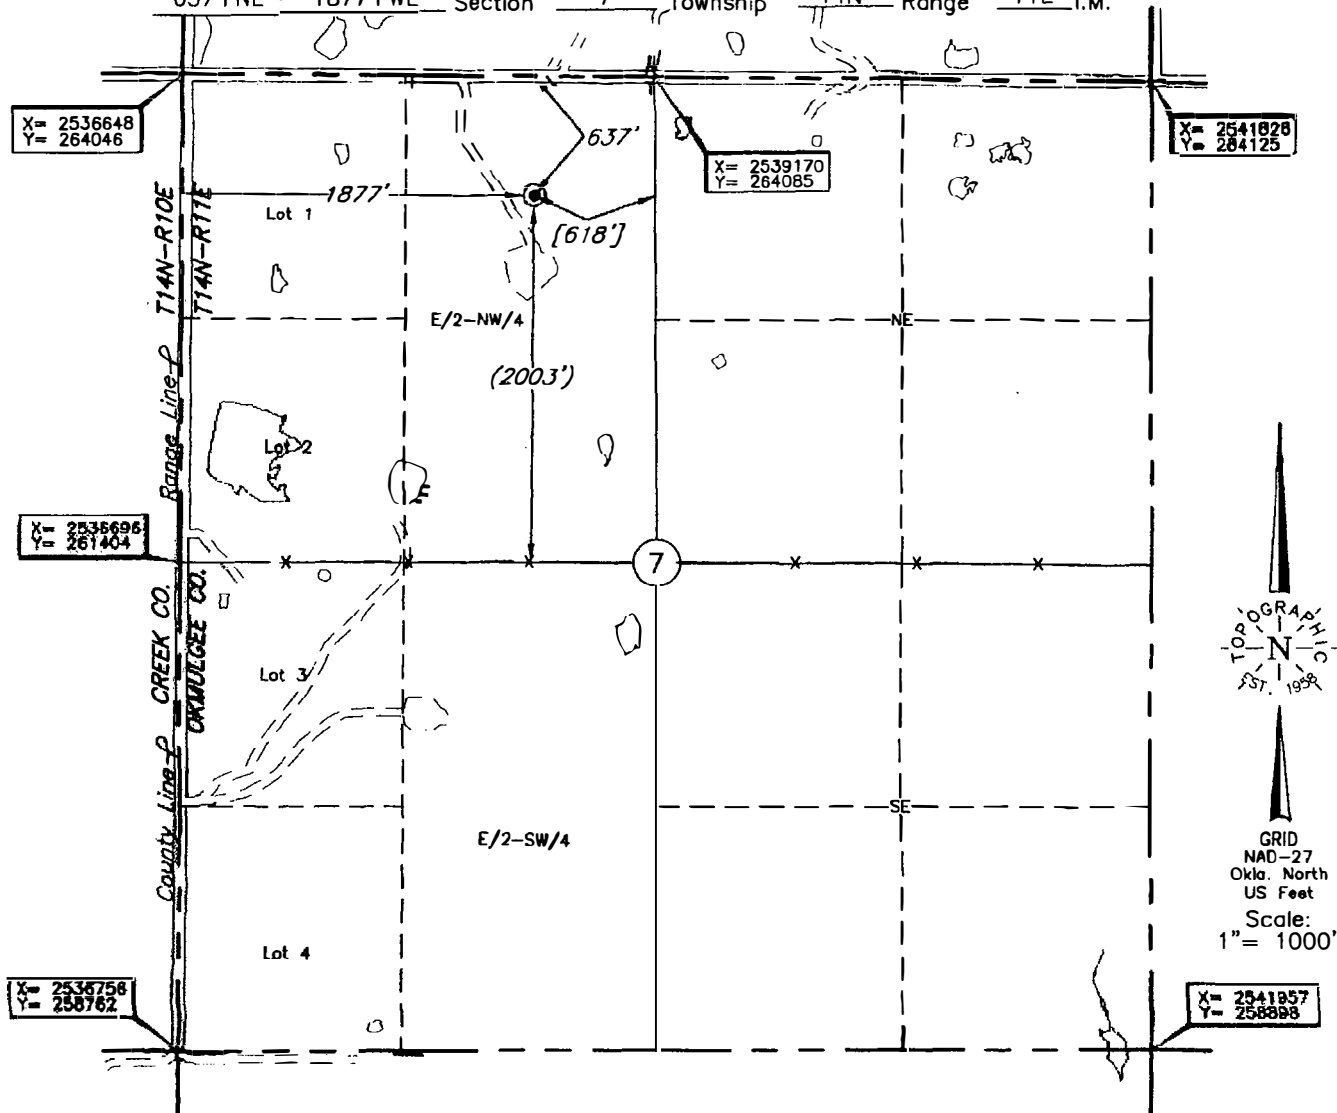 Section 7 Township 14N Range 11E I.M.
X= 2536648
Y= 264046
637'
X= 2539170
Y= 264085
X= 2541828
Y= 264125
1877'
Lot 1
[618']
T14N-R10E
T14N-R11E
E/2-NW/4
NE
(2003')
Range Line
Lot 2
X= 2536696
Y= 261404
7
CREEK CO.
OKMULGEE CO.
Lot 3
County Line
SE
E/2-SW/4
Lot 4
TOPOGRAPHIC
N
EST. 1958
GRID
NAD-27
Okla. North
US Feet
Scale:
1"= 1000'
X= 2536756
Y= 258762
X= 2541957
Y= 258898